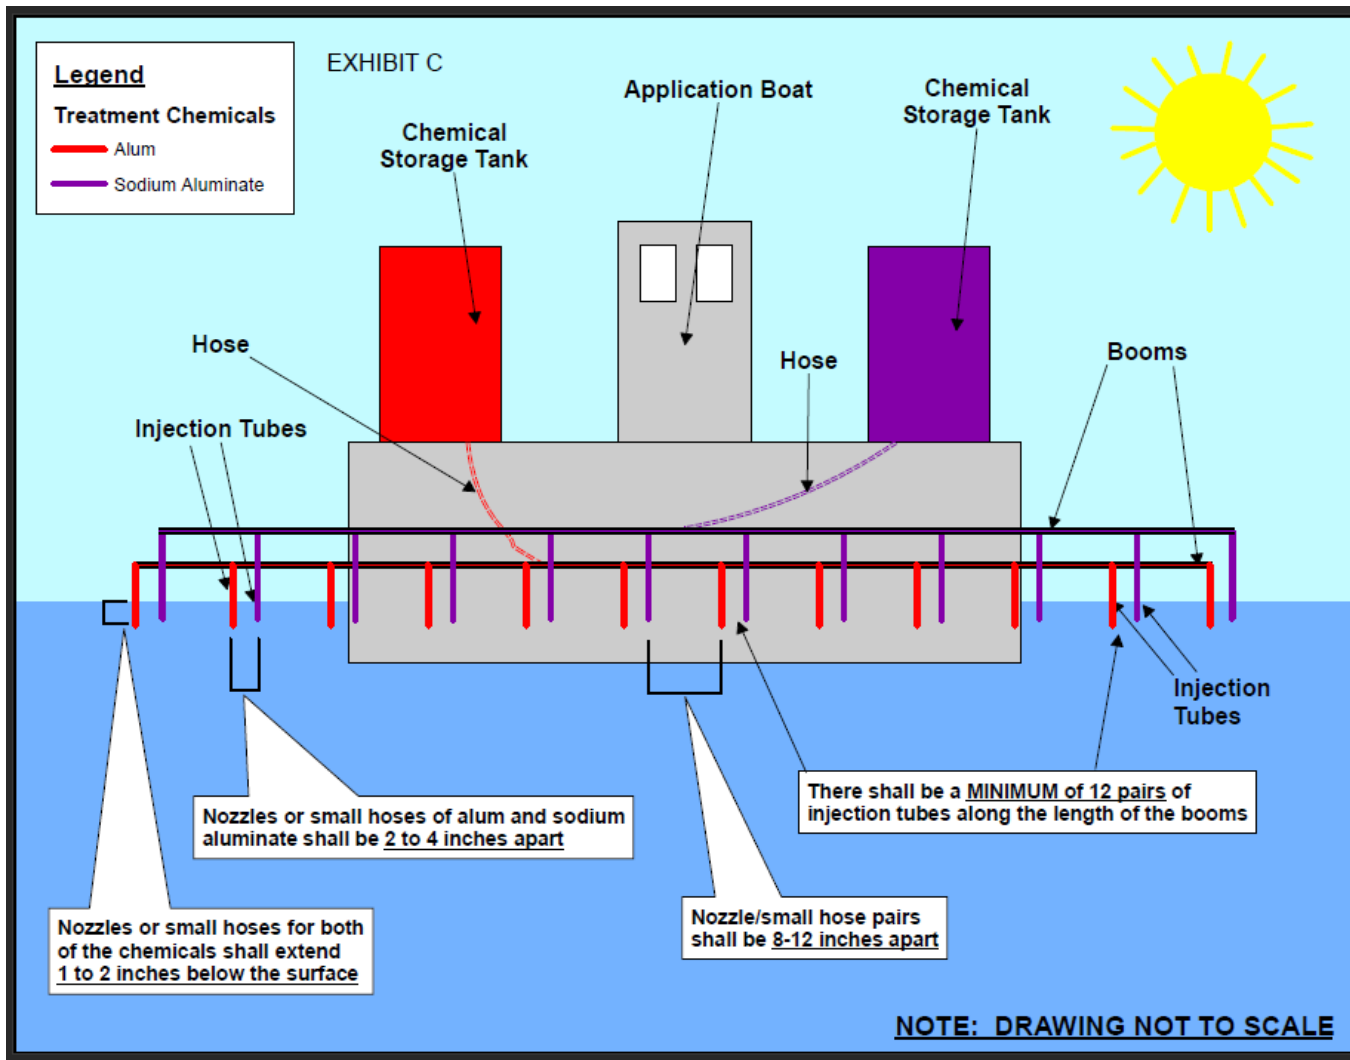 EXHIBIT C
Legend
Treatment Chemicals
Alum
Sodium Aluminate
Chemical
Storage Tank
Application Boat
Chemical
Storage Tank
Hose
Hose
Booms
Injection Tubes
Injection
Tubes
There shall be a MINIMUM of 12 pairs of
injection tubes along the length of the booms
Nozzles or small hoses of alum and sodium
aluminate shall be 2 to 4 inches apart
Nozzles or small hoses for both
of the chemicals shall extend
1 to 2 inches below the surface
Nozzle/small hose pairs
shall be 8-12 inches apart
NOTE:  DRAWING NOT TO SCALE